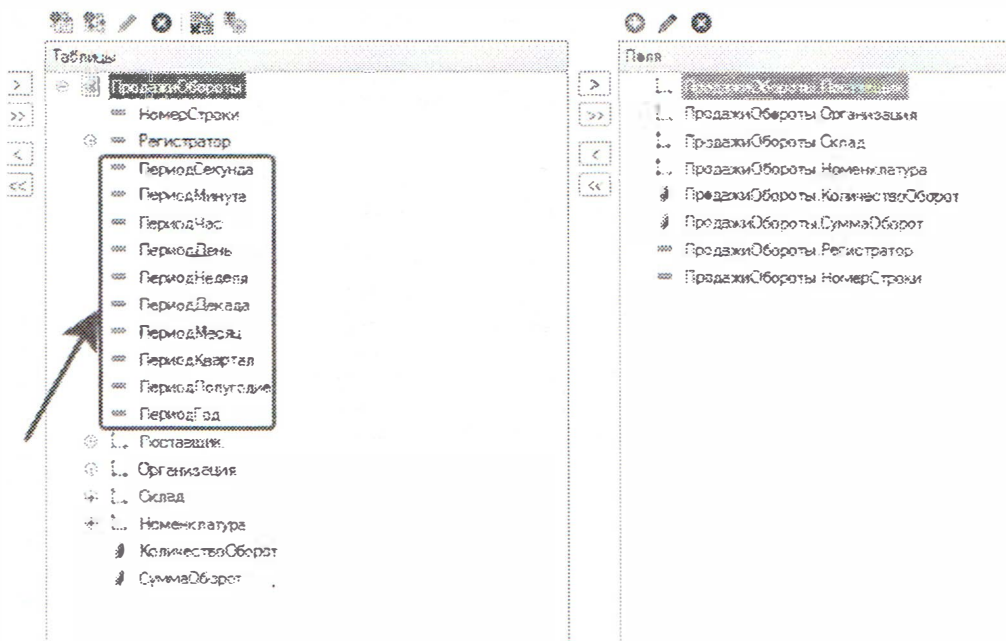 Таблицы
ПродажиОбороты
НомерСтроки
Регистратор
ПериодСекунда
ПериодМинута
ПериодЧас
ПериодДень
ПериодНеделя
ПериодДекада
ПериодМесяц
ПериодКвартал
ПериодПолугодие
ПериодГод
Поставщик
Организация
Склад
Номенклатура
КоличествоОборот
СуммаОборот
Поля
ПродажиОбороты.Поставщик
ПродажиОбороты.Организация
ПродажиОбороты.Склад
ПродажиОбороты.Номенклатура
ПродажиОбороты.КоличествоОборот
ПродажиОбороты.СуммаОборот
ПродажиОбороты.Регистратор
ПродажиОбороты.НомерСтроки